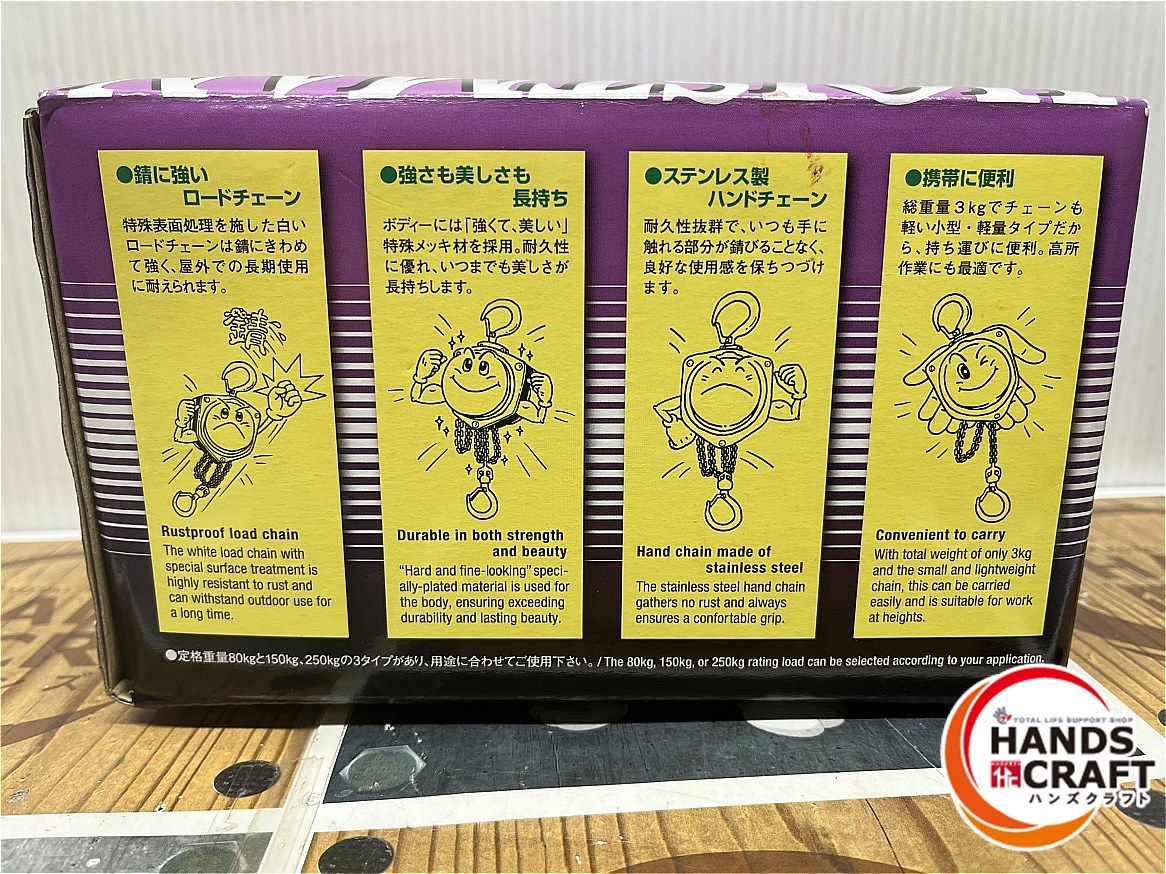 ●錆に強い
ロードチェーン
特殊表面処理を施した白い
ロードチェーンは錆にきわめ
て強く、屋外での長期使用
に耐えられます。
錆
Rustproof load chain
The white load chain with
special surface treatment is
highly resistant to rust and
can withstand outdoor use for
a long time.
●強さも美しさも
長持ち
ボディーには「強くて、美しい」
特殊メッキ材を採用。耐久性
に優れ、いつまでも美しさが
長持ちします。
Durable in both strength
and beauty
“Hard and fine-looking” speci-
ally-plated material is used for
the body, ensuring exceeding
durability and lasting beauty.
●ステンレス製
ハンドチェーン
耐久性抜群で、いつも手に
触れる部分が錆びることなく、
良好な使用感を保ちつづけ
ます。
Hand chain made of
stainless steel
The stainless steel hand chain
gathers no rust and always
ensures a confortable grip.
●携帯に便利
総重量3kgでチェーンも
軽い小型・軽量タイプだか
ら、持ち運びに便利。高所
作業にも最適です。
Convenient to carry
With total weight of only 3kg
and the small and lightweight
chain, this can be carried
easily and is suitable for work
at heights.
●定格重量80kgと150kg、250kgの3タイプがあり、用途に合わせてご使用下さい。/ The 80kg, 150kg, or 250kg rating load can be selected according to your application.
TOTAL LIFE SUPPORT SHOP
HANDS
CRAFT
ハンズクラフト